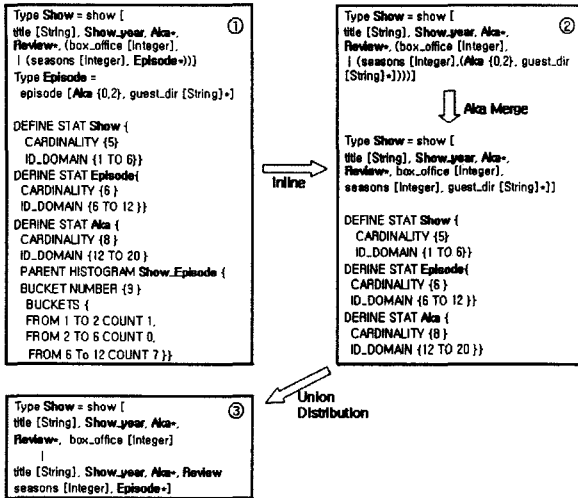 ①
Type Show = show [
title [String], Show_year, Aka*,
Review*, (box_office [Integer],
| (seasons [Integer], Episode*))]
Type Episode =
episode [Aka {0,2}, guest_dir [String]*]
DEFINE STAT Show {
CARDINALITY {5}
ID_DOMAIN {1 TO 6}}
DERINE STAT Episode{
CARDINALITY {6 }
ID_DOMAIN {6 TO 12 }}
DERINE STAT Aka {
CARDINALITY {8 }
ID_DOMAIN {12 TO 20 }
PARENT HISTOGRAM Show_Episode {
BUCKET NUMBER {3 }
BUCKETS {
FROM 1 TO 2 COUNT 1,
FROM 2 TO 6 COUNT 0,
FROM 6 To 12 COUNT 7 }}
Inline
②
Type Show = show [
title [String], Show_year, Aka*,
Review*, (box_office [Integer],
| (seasons [Integer],(Aka {0,2}, guest_dir
[String]*]))))]
Aka Merge
Type Show = show [
title [String], Show_year, Aka*,
Review*, box_office [Integer],
seasons [Integer], guest_dir [String]*]]
DEFINE STAT Show {
CARDINALITY {5}
ID_DOMAIN {1 TO 6}}
DERINE STAT Episode{
CARDINALITY {6 }
ID_DOMAIN {6 TO 12 }}
DERINE STAT Aka {
CARDINALITY {8 }
ID_DOMAIN {12 TO 20 }}
Union
Distribution
③
Type Show = show [
title [String], Show_year, Aka*,
Review*, box_office [Integer]
|
title [String], Show_year, Aka*, Review
seasons [Integer], Episode*]